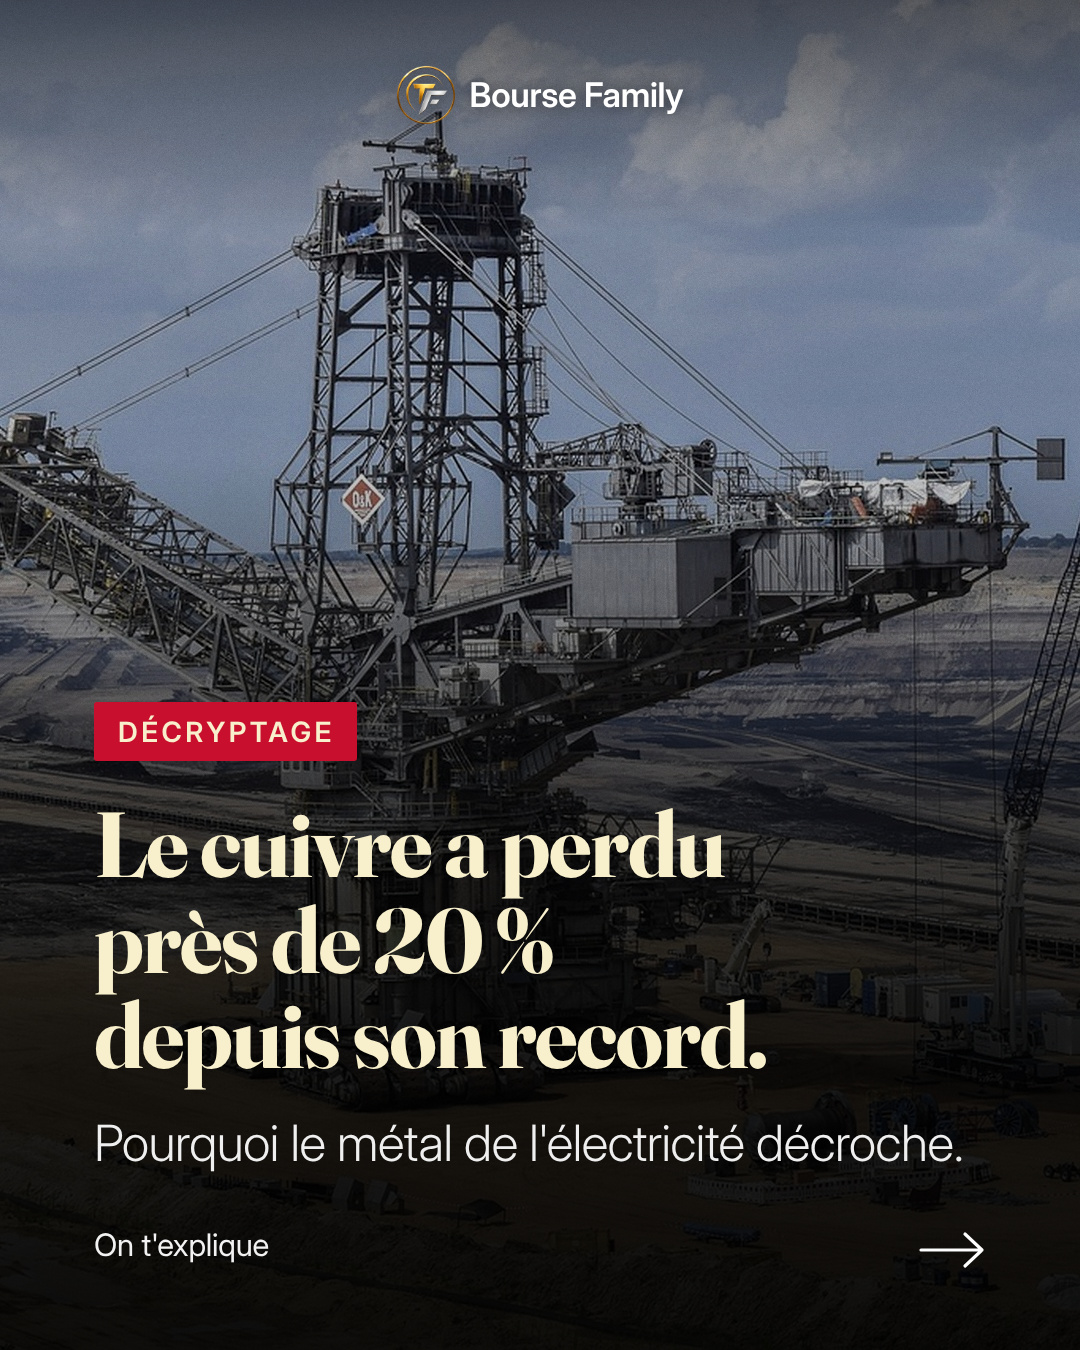 Bourse Family
O&K
DÉCRYPTAGE
Le cuivre a perdu
près de 20 %
depuis son record.
Pourquoi le métal de l'électricité décroche.
On t'explique